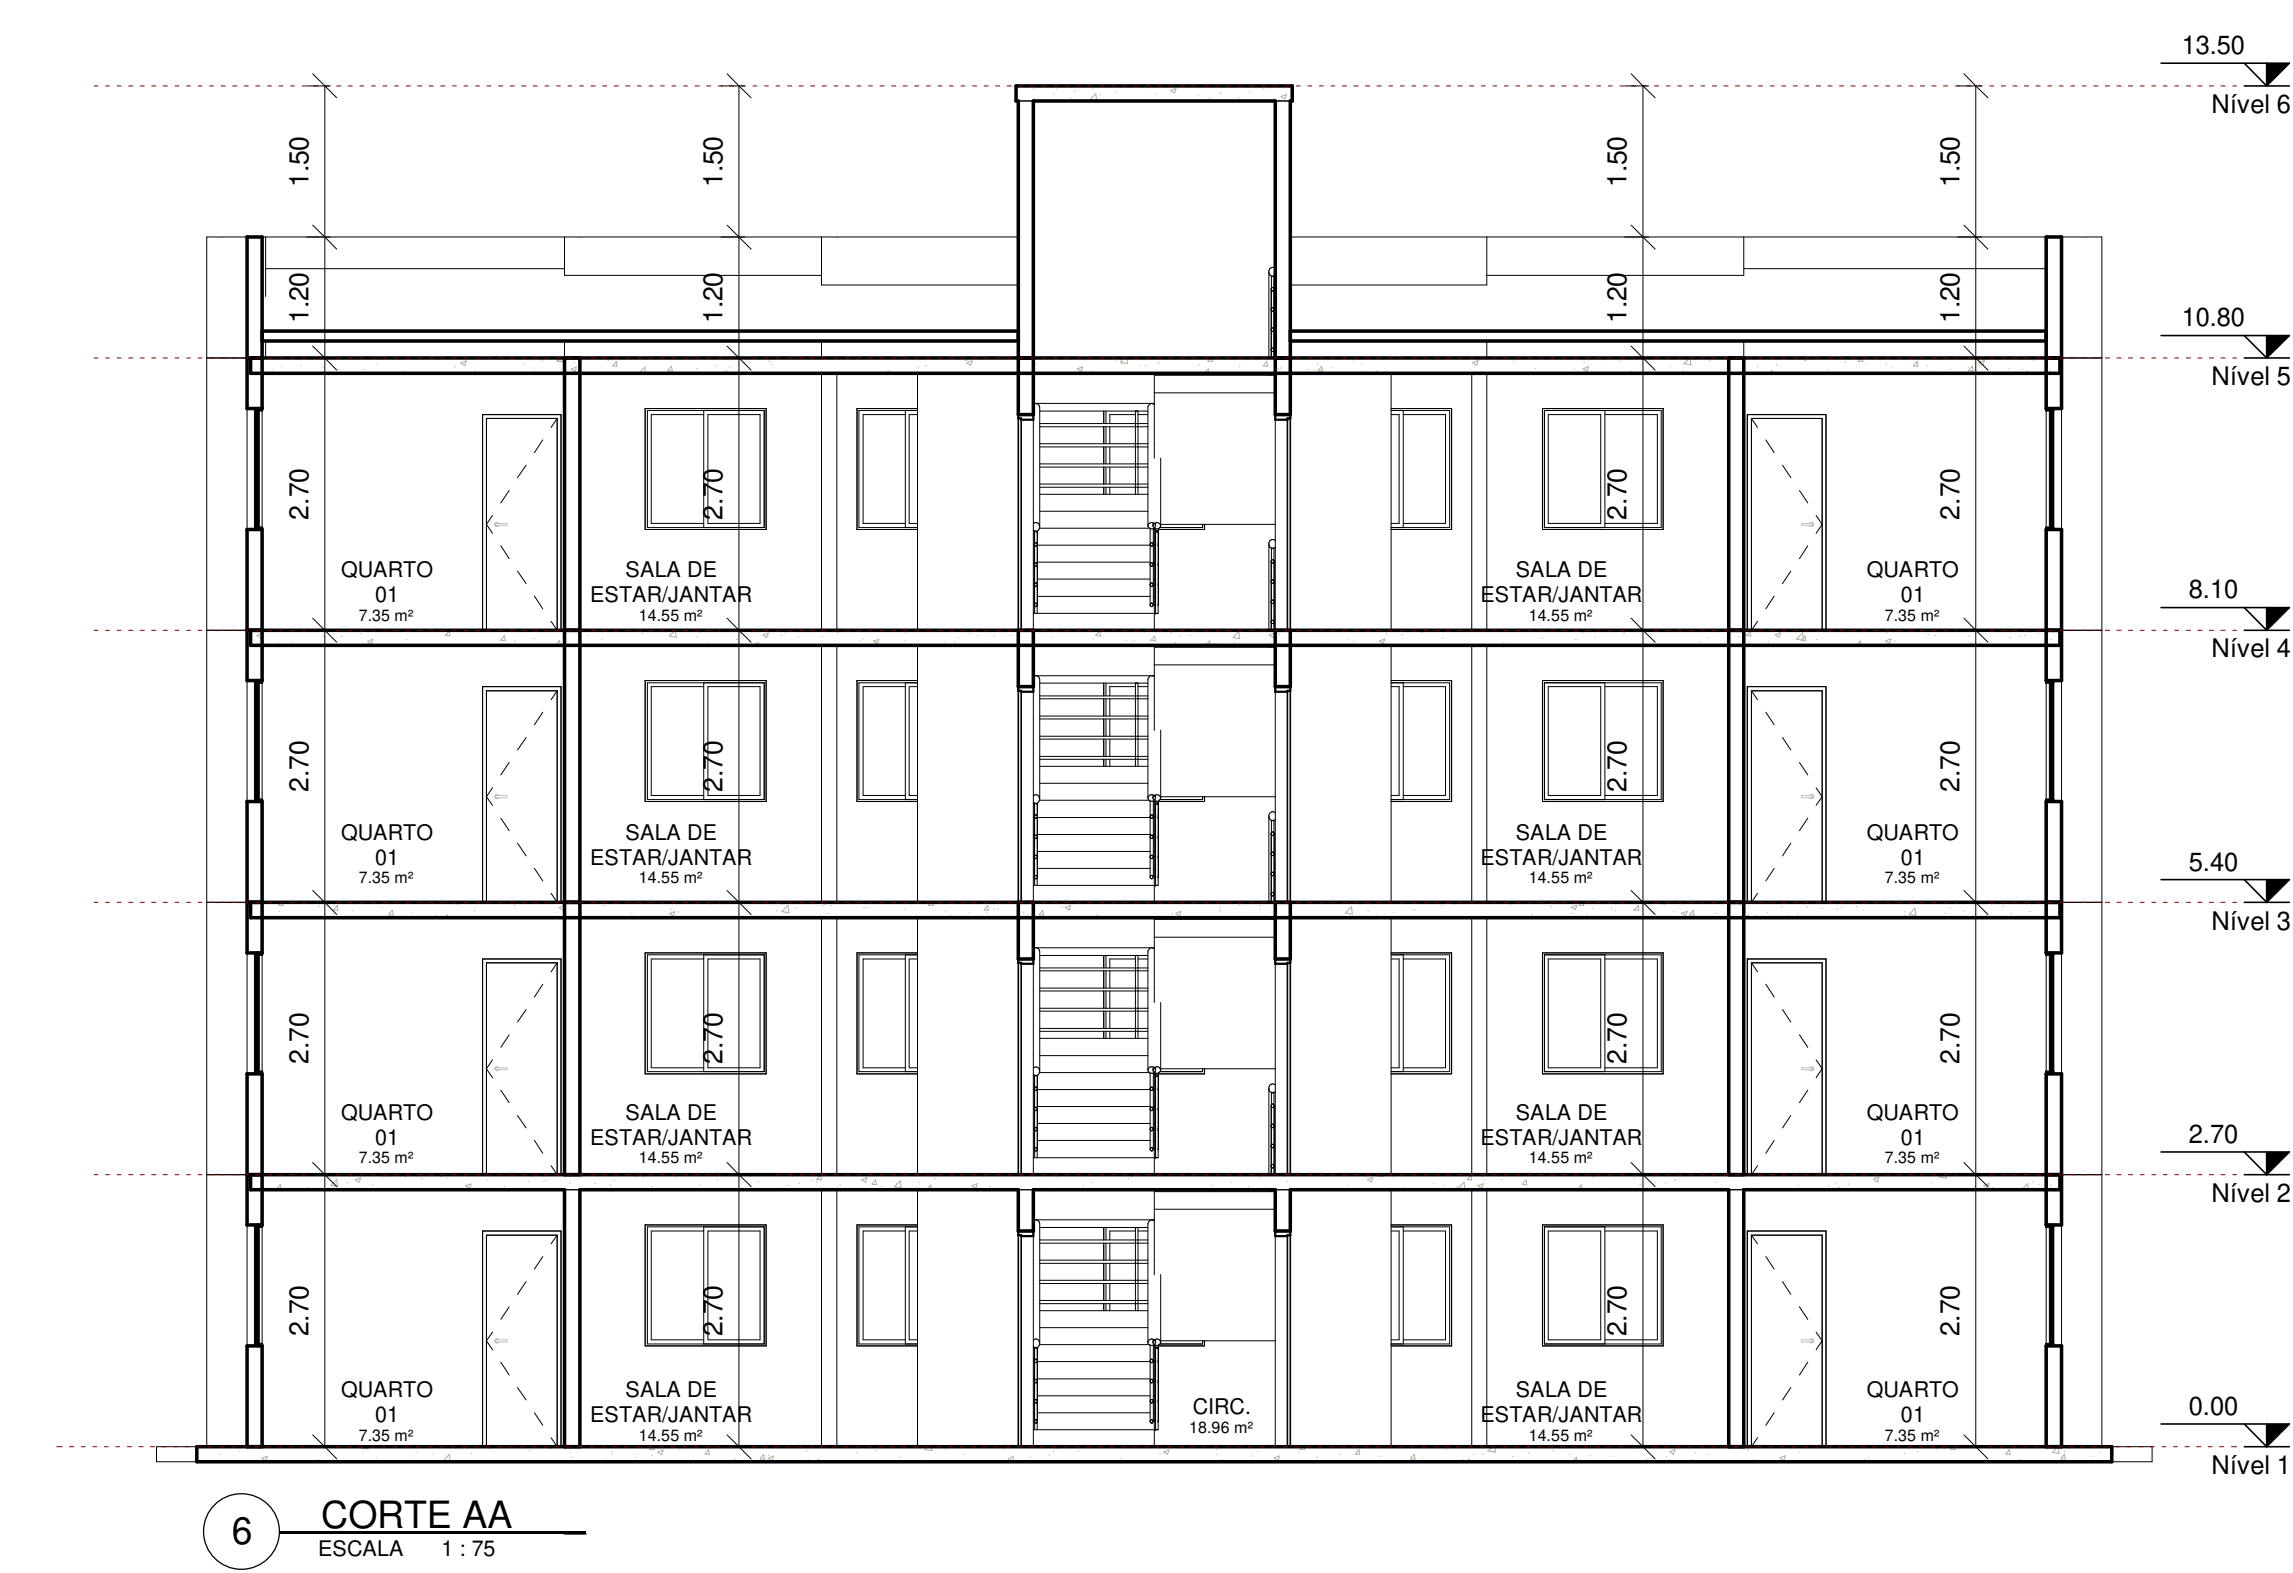 13.50
Nível 6
1.50 1.50 1.50 1.50
1.20 1.20 1.20 1.20
10.80
Nível 5
2.70 2.70 2.70 2.70
QUARTO SALA DE SALA DE QUARTO
01 ESTAR/JANTAR ESTAR/JANTAR 01
7.35 m² 14.55 m² 14.55 m² 7.35 m²
8.10
Nível 4
2.70 2.70 2.70 2.70
QUARTO SALA DE SALA DE QUARTO
01 ESTAR/JANTAR ESTAR/JANTAR 01
7.35 m² 14.55 m² 14.55 m² 7.35 m²
5.40
Nível 3
2.70 2.70 2.70 2.70
QUARTO SALA DE SALA DE QUARTO
01 ESTAR/JANTAR ESTAR/JANTAR 01
7.35 m² 14.55 m² 14.55 m² 7.35 m²
2.70
Nível 2
2.70 2.70 2.70 2.70
QUARTO SALA DE SALA DE QUARTO
01 ESTAR/JANTAR CIRC. ESTAR/JANTAR 01
7.35 m² 14.55 m² 18.96 m² 14.55 m² 7.35 m²
0.00
Nível 1
6 CORTE AA
ESCALA 1 : 75